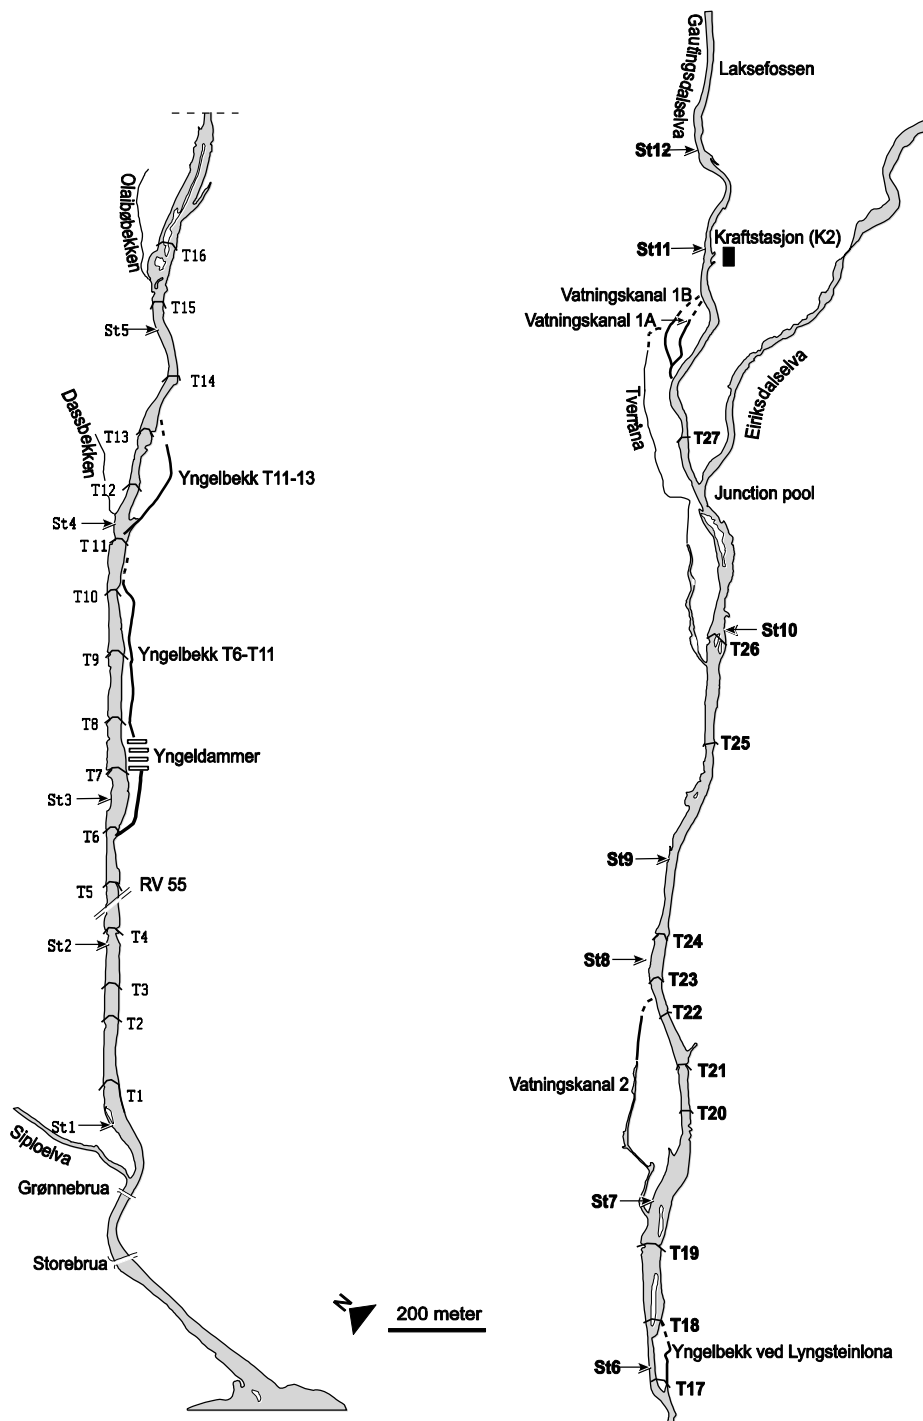 Olaibøbekken
T16
T15
St5
T14
Dassbekken
T13
Yngelbekk T11-13
T12
St4
T11
T10
Yngelbekk T6-T11
T9
T8
Yngeldammer
T7
St3
T6
T5
RV 55
T4
St2
T3
T2
T1
St1
Siploelva
Grønnebrua
Storebrua
N
200 meter
Gautingsdalselva
Laksefossen
St12
Kraftstasjon (K2)
St11
Vatningskanal 1B
Vatningskanal 1A
Tverråna
Eiriksdalselva
T27
Junction pool
St10
T26
T25
St9
T24
St8
T23
T22
T21
Vatningskanal 2
T20
St7
T19
T18
Yngelbekk ved Lyngsteinlona
St6
T17